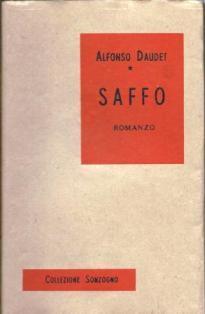 ALFONSO DAUDET
*
SAFFO
ROMANZO
COLLEZIONE SONZOGNO